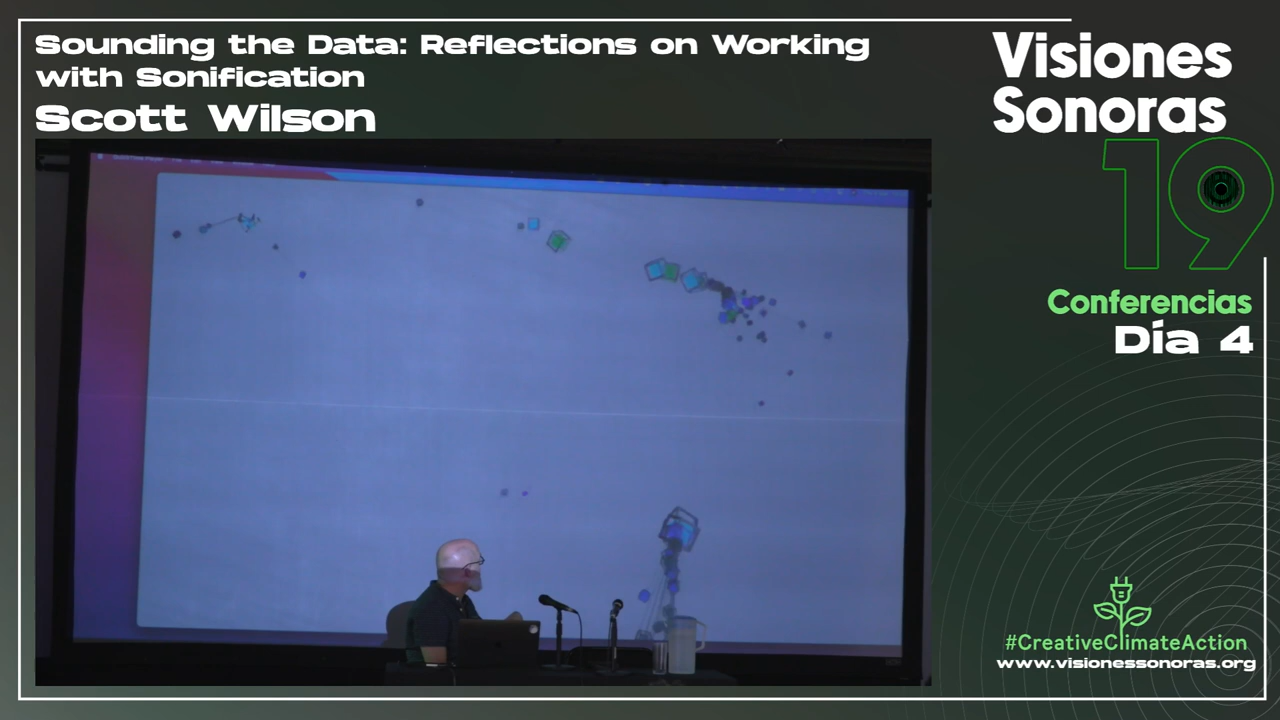 Sounding the Data: Reflections on Working
with Sonification
Scott Wilson
Visiones
Sonoras
19
Conferencias
Día 4
#CreativeClimateAction
www.visionessonoras.org